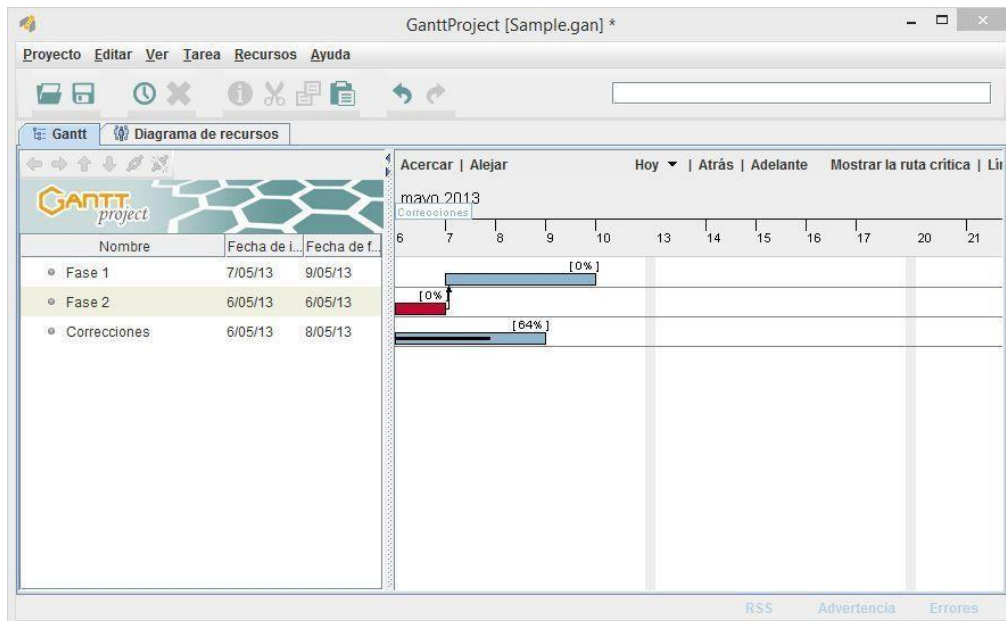 GanttProject [Sample.gan] *
Proyecto Editar Ver Tarea Recursos Ayuda
Gantt Diagrama de recursos
Acercar | Alejar Hoy | Atrás | Adelante Mostrar la ruta crítica | Lín
GANTT project
mayo 2013
Correcciones
6 7 8 9 10 13 14 15 16 17 20 21
Nombre Fecha de i... Fecha de f...
Fase 1 7/05/13 9/05/13 [0%]
Fase 2 6/05/13 6/05/13 [0%
Correcciones 6/05/13 8/05/13 [64%]
RSS Advertencia Errores